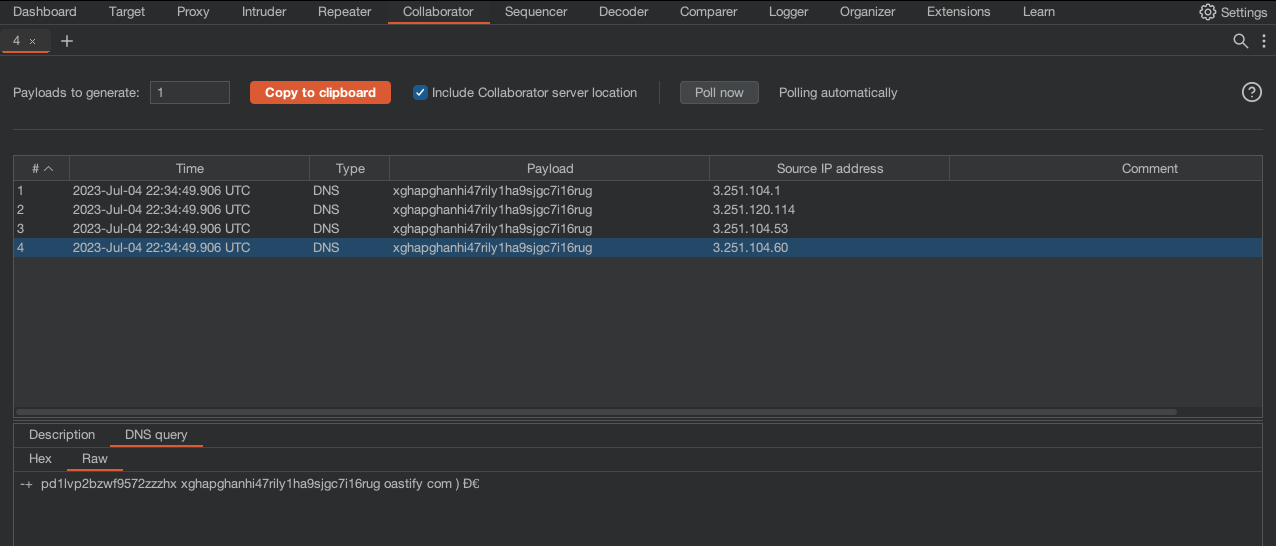 Dashboard Target Proxy Intruder Repeater Collaborator Sequencer Decoder Comparer Logger Organizer Extensions Learn Settings
4 × +
Payloads to generate: 1 Copy to clipboard Include Collaborator server location Poll now Polling automatically ?
# Time Type Payload Source IP address Comment
1 2023-Jul-04 22:34:49.906 UTC DNS xghapghanhi47rily1ha9sjgc7i16rug 3.251.104.1
2 2023-Jul-04 22:34:49.906 UTC DNS xghapghanhi47rily1ha9sjgc7i16rug 3.251.120.114
3 2023-Jul-04 22:34:49.906 UTC DNS xghapghanhi47rily1ha9sjgc7i16rug 3.251.104.53
4 2023-Jul-04 22:34:49.906 UTC DNS xghapghanhi47rily1ha9sjgc7i16rug 3.251.104.60
Description DNS query
Hex Raw
-+ pd1lvp2bzwf9572zzzhx xghapghanhi47rily1ha9sjgc7i16rug oastify com ) Đ€